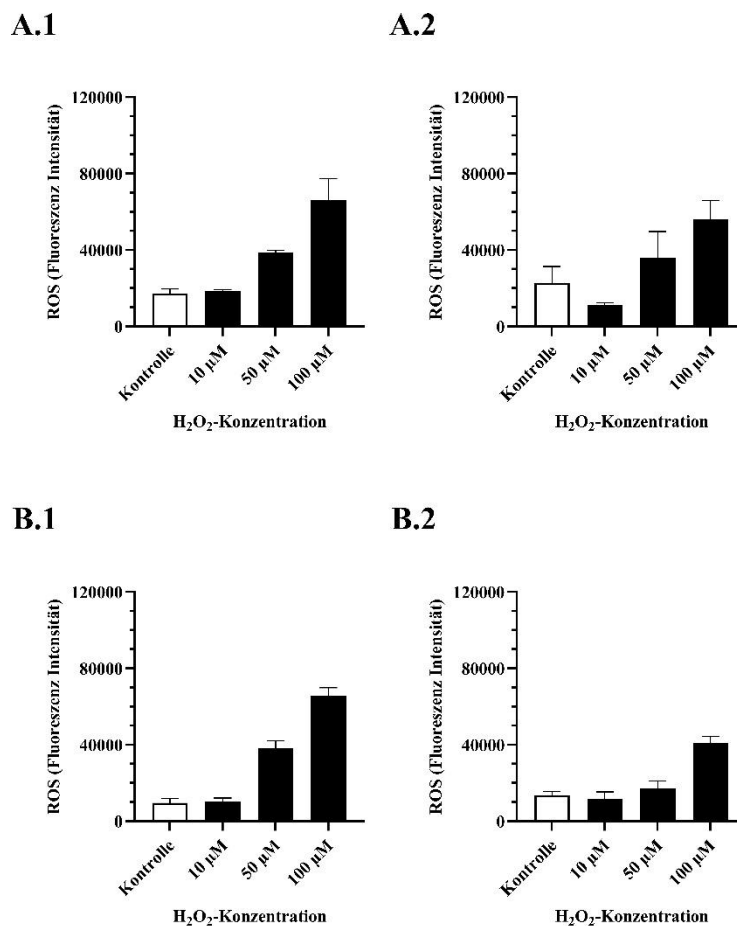 A.1
120000
80000
40000
0
ROS (Fluoreszenz Intensität)
Kontrolle
10 µM
50 µM
100 µM
H₂O₂-Konzentration
A.2
120000
80000
40000
0
ROS (Fluoreszenz Intensität)
Kontrolle
10 µM
50 µM
100 µM
H₂O₂-Konzentration
B.1
120000
80000
40000
0
ROS (Fluoreszenz Intensität)
Kontrolle
10 µM
50 µM
100 µM
H₂O₂-Konzentration
B.2
120000
80000
40000
0
ROS (Fluoreszenz Intensität)
Kontrolle
10 µM
50 µM
100 µM
H₂O₂-Konzentration